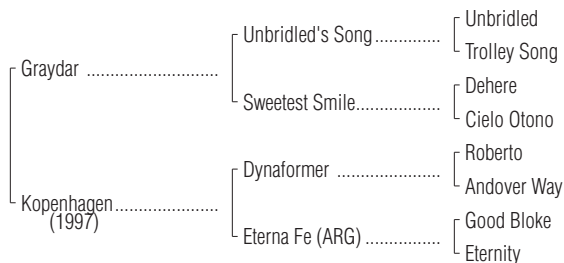 Unbridled
Unbridled's Song..............
Trolley Song
Graydar ............................
Dehere
Sweetest Smile..................
Cielo Otono
Roberto
Dynaformer ......................
Andover Way
Kopenhagen......................
(1997)
Good Bloke
Eterna Fe (ARG) ................
Eternity